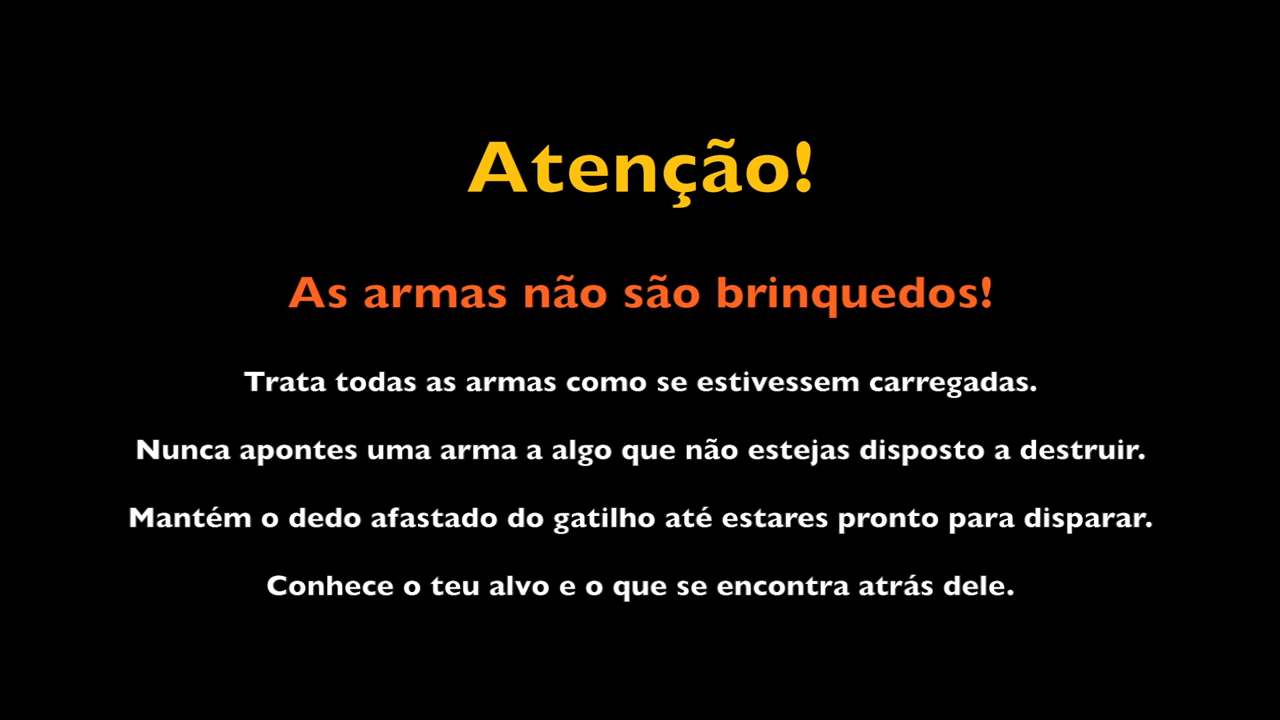 Atenção!
As armas não são brinquedos!
Trata todas as armas como se estivessem carregadas.
Nunca apontes uma arma a algo que não estejas disposto a destruir.
Mantém o dedo afastado do gatilho até estares pronto para disparar.
Conhece o teu alvo e o que se encontra atrás dele.